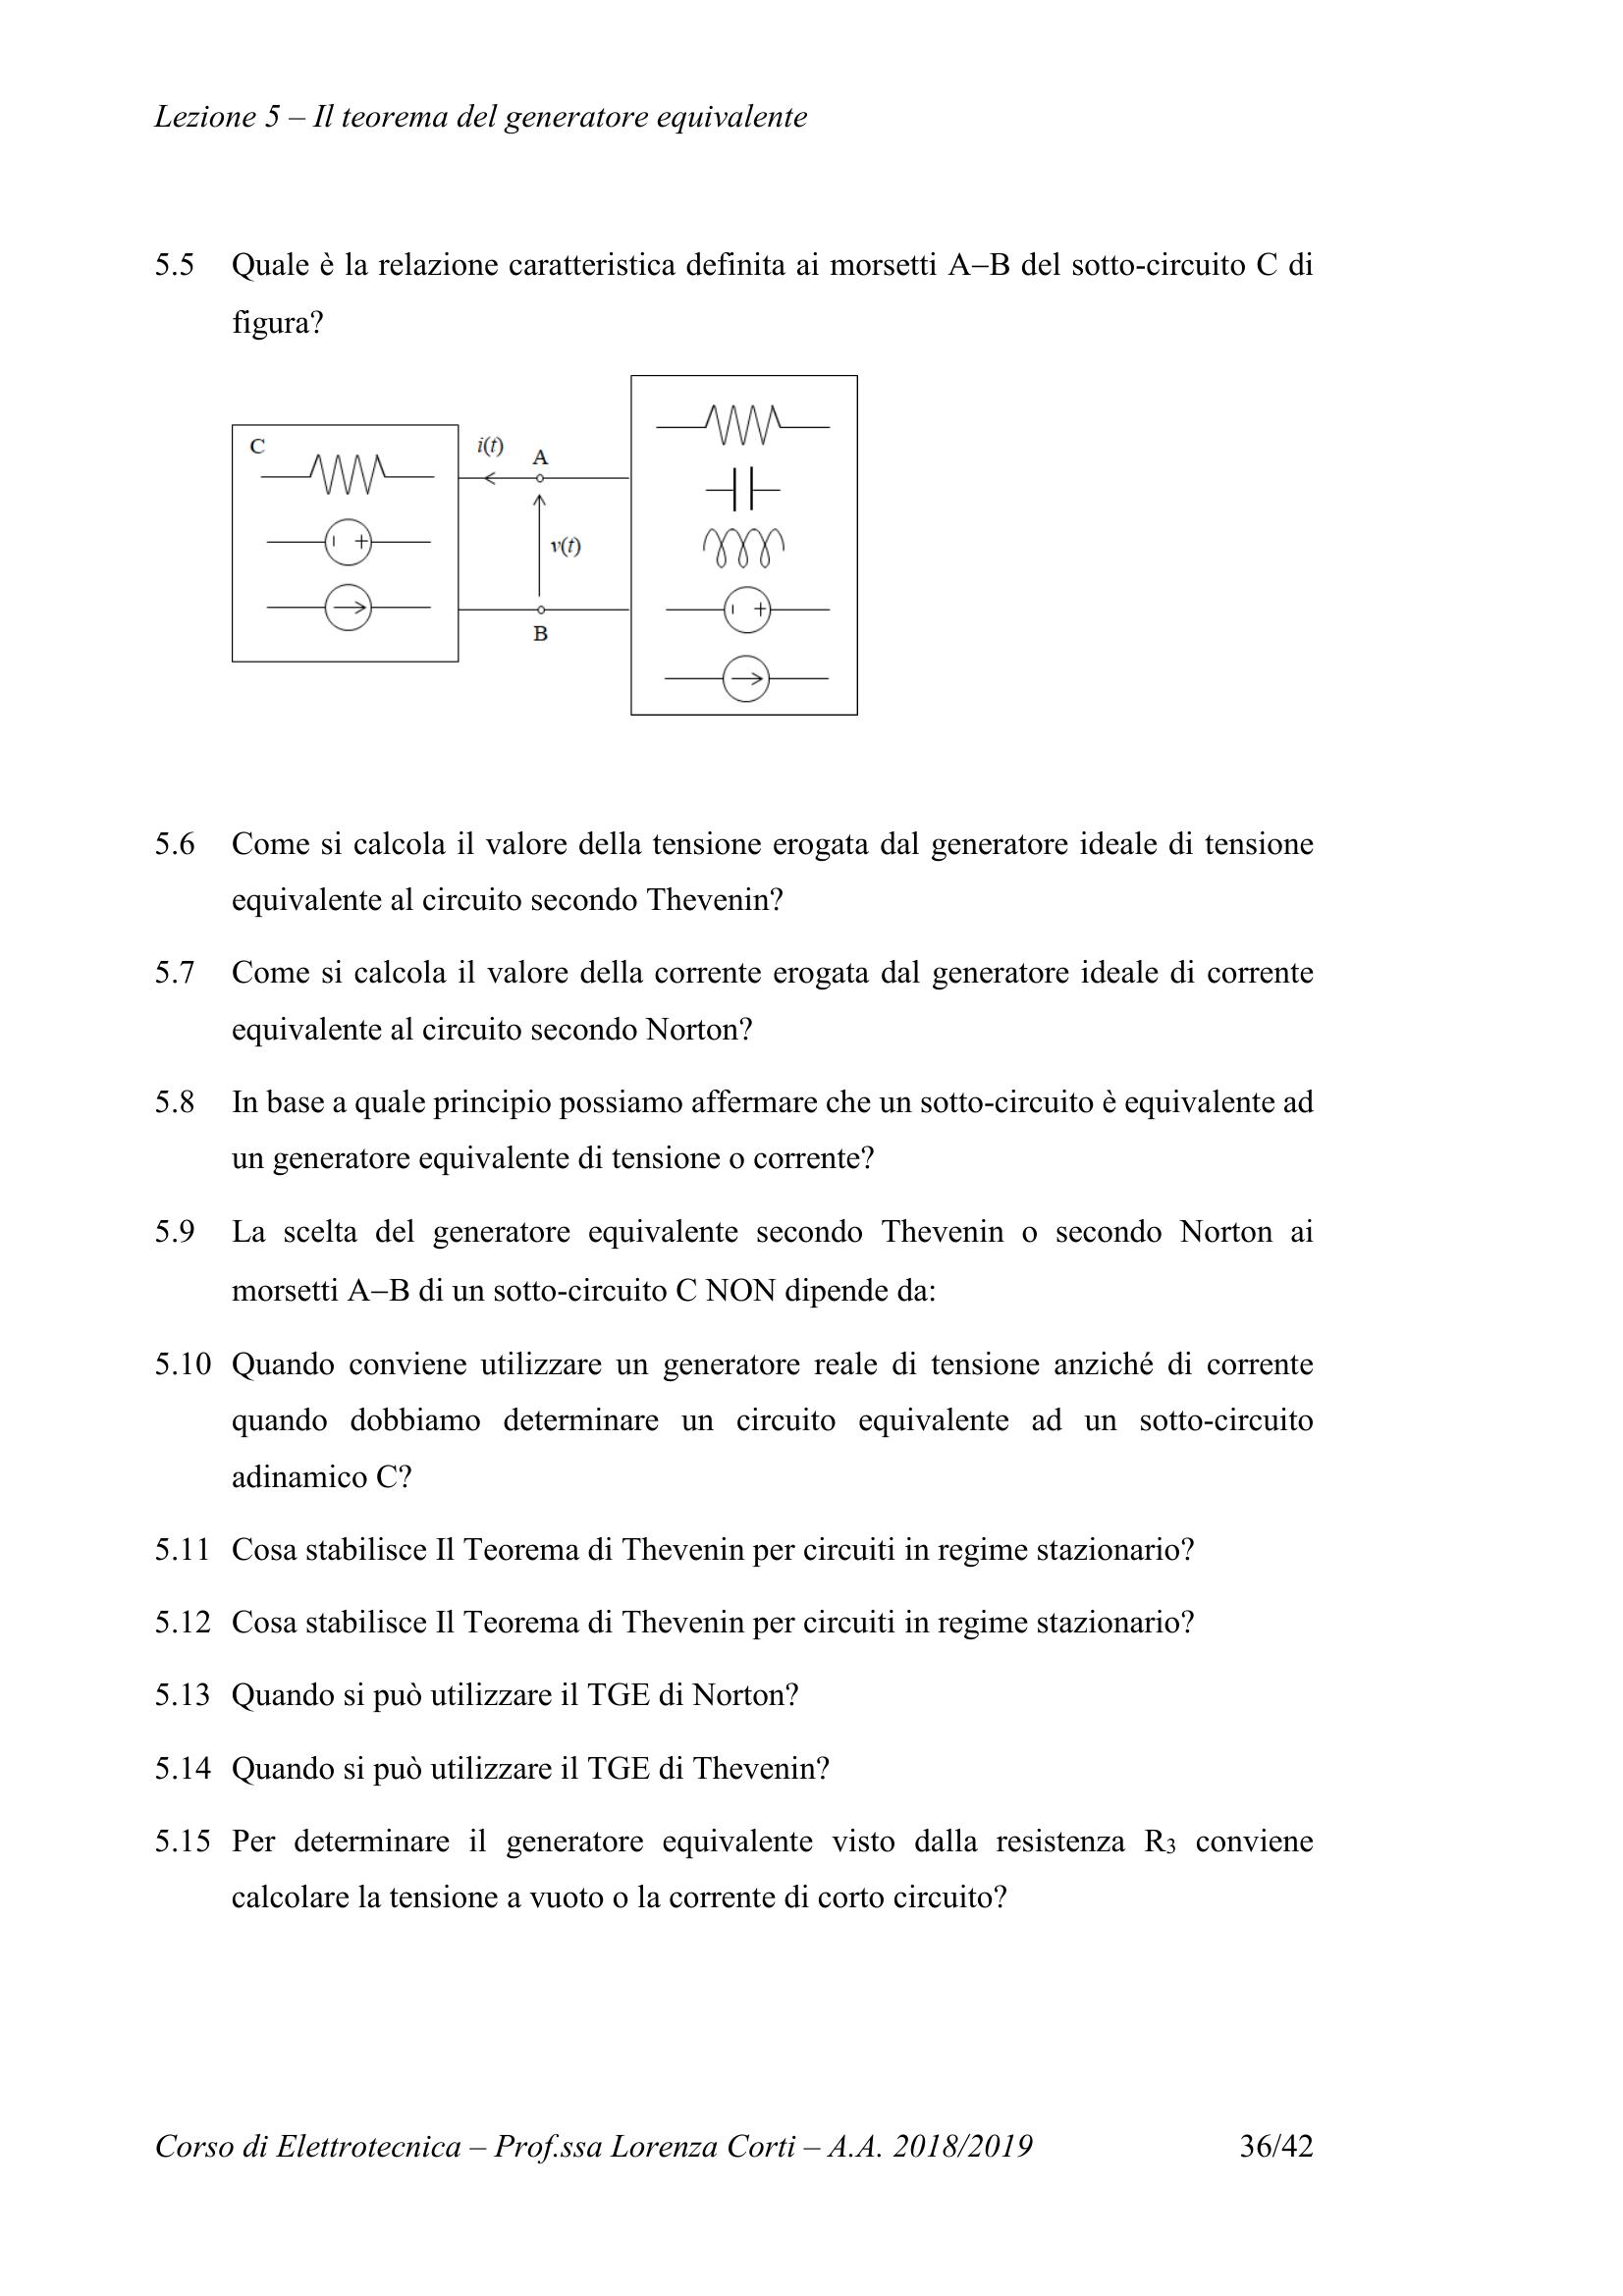 Lezione 5 – Il teorema del generatore equivalente
5.5 Quale è la relazione caratteristica definita ai morsetti A–B del sotto-circuito C di
figura?
C
i(t)
A
v(t)
B
5.6 Come si calcola il valore della tensione erogata dal generatore ideale di tensione
equivalente al circuito secondo Thevenin?
5.7 Come si calcola il valore della corrente erogata dal generatore ideale di corrente
equivalente al circuito secondo Norton?
5.8 In base a quale principio possiamo affermare che un sotto-circuito è equivalente ad
un generatore equivalente di tensione o corrente?
5.9 La scelta del generatore equivalente secondo Thevenin o secondo Norton ai
morsetti A–B di un sotto-circuito C NON dipende da:
5.10 Quando conviene utilizzare un generatore reale di tensione anziché di corrente
quando dobbiamo determinare un circuito equivalente ad un sotto-circuito
adinamico C?
5.11 Cosa stabilisce Il Teorema di Thevenin per circuiti in regime stazionario?
5.12 Cosa stabilisce Il Teorema di Thevenin per circuiti in regime stazionario?
5.13 Quando si può utilizzare il TGE di Norton?
5.14 Quando si può utilizzare il TGE di Thevenin?
5.15 Per determinare il generatore equivalente visto dalla resistenza R3 conviene
calcolare la tensione a vuoto o la corrente di corto circuito?
Corso di Elettrotecnica – Prof.ssa Lorenza Corti – A.A. 2018/2019 36/42